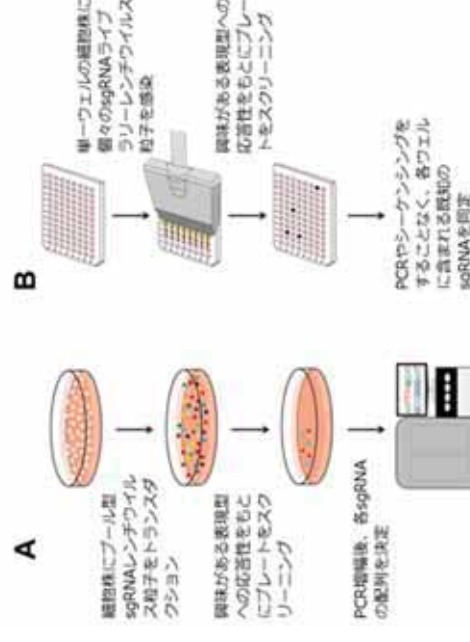 A
細胞株にプール型
sgRNAレンチウイル
ス粒子をトランスダ
クション
興味がある表現型
への応答性をもと
にプレートをスク
リーニング
PCR増幅後、各sgRNA
の配列を決定
B
単一ウェルの細胞株に
個々のsgRNAライブ
ラリーレンチウイルス
粒子を感染
興味がある表現型への
応答性をもとにプレー
トをスクリーニング
PCRやシーケンシングを
することなく、各ウェル
に含まれる既知の
sgRNAを同定